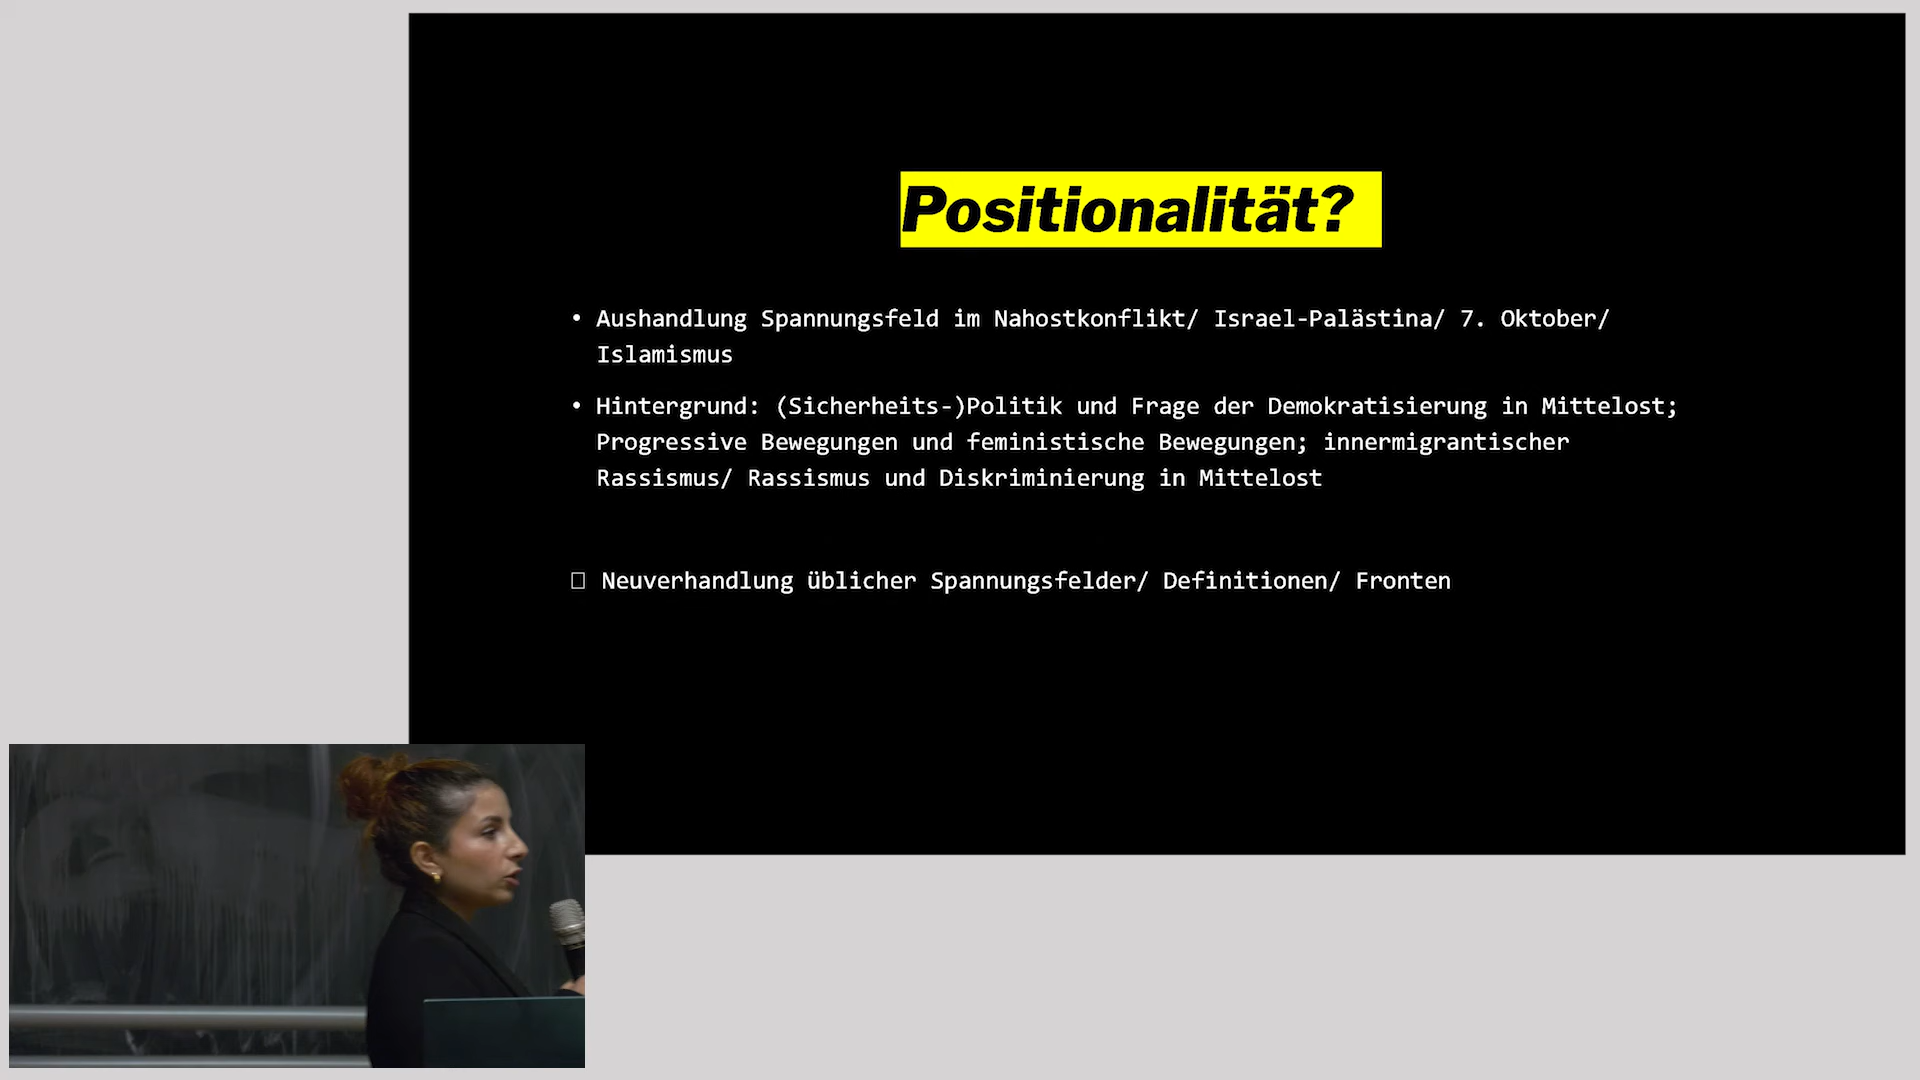 Positionalität?
• Aushandlung Spannungsfeld im Nahostkonflikt/ Israel-Palästina/ 7. Oktober/
Islamismus
• Hintergrund: (Sicherheits-)Politik und Frage der Demokratisierung in Mittelost;
Progressive Bewegungen und feministische Bewegungen; innermigrantischer
Rassismus/ Rassismus und Diskriminierung in Mittelost
Neuverhandlung üblicher Spannungsfelder/ Definitionen/ Fronten